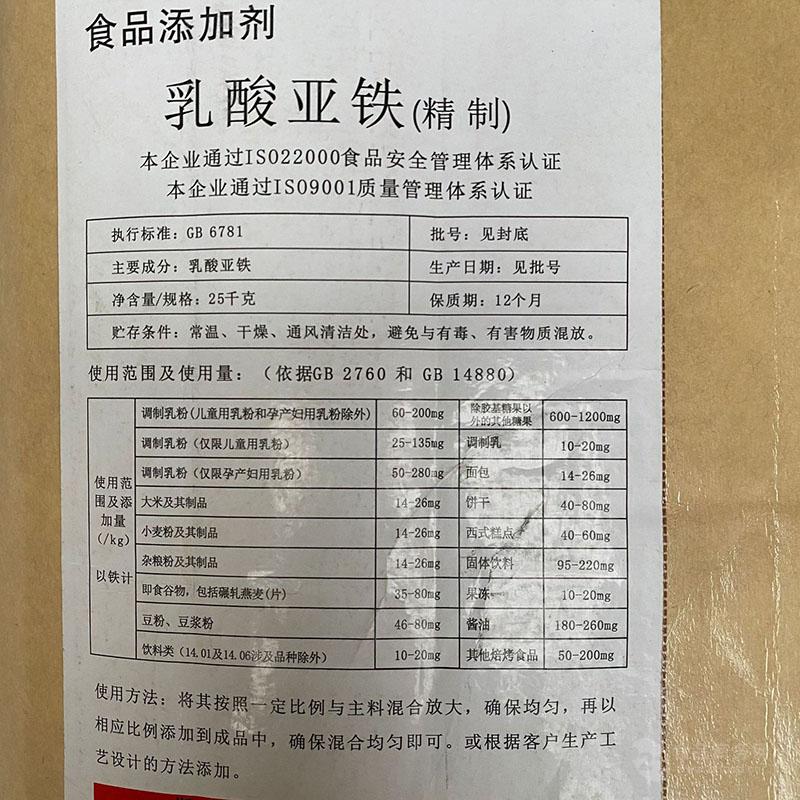 食品添加剂
乳酸亚铁(精制)
本企业通过ISO22000食品安全管理体系认证
本企业通过ISO9001质量管理体系认证
执行标准：GB 6781 批号：见封底
主要成分：乳酸亚铁 生产日期：见批号
净含量/规格：25千克 保质期：12个月
贮存条件：常温、干燥、通风清洁处，避免与有毒、有害物质混放。
使用范围及使用量：（依据GB 2760 和 GB 14880）
使用范
围及添
加量
(/kg)
以铁计
调制乳粉(儿童用乳粉和孕产妇用乳粉除外) 60-200mg 除胶基糖果以
外的其他糖果 600-1200mg
调制乳粉（仅限儿童用乳粉） 25-135mg 调制乳 10-20mg
调制乳粉（仅限孕产妇用乳粉） 50-280mg 面包 14-26mg
大米及其制品 14-26mg 饼干 40-80mg
小麦粉及其制品 14-26mg 西式糕点 40-60mg
杂粮粉及其制品 14-26mg 固体饮料 95-220mg
即食谷物，包括碾轧燕麦(片) 35-80mg 果冻 10-20mg
豆粉、豆浆粉 46-80mg 酱油 180-260mg
饮料类（14.01及14.06涉及品种除外） 10-20mg 其他焙烤食品 50-200mg
使用方法：将其按照一定比例与主料混合放大，确保均匀，再以
相应比例添加到成品中，确保混合均匀即可。或根据客户生产工
艺设计的方法添加。